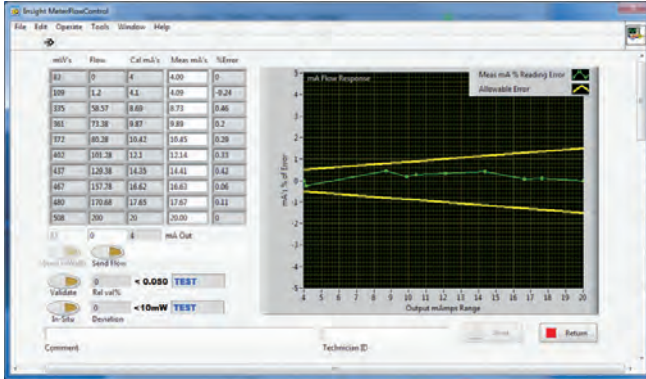 Insight MeterFlowControl
File Edit Operate Tools Window Help
mW's Flow Cal mA's Meas mA's %Error
83 0 4 4.00 0
109 1.2 4.1 4.09 -0.24
335 58.57 8.69 8.73 0.46
361 73.38 9.87 9.89 0.2
372 80.28 10.42 10.45 0.29
402 101.28 12.1 12.14 0.33
437 129.38 14.35 14.41 0.42
467 157.78 16.62 16.63 0.06
480 170.68 17.65 17.67 0.11
508 200 20 20.00 0
0 4 mA Out
Send Flow
0 < 0.050 TEST
Validate Ral val%
0 <10mW TEST
In-Situ Deviation
mA Flow Response
Meas mA % Reading Error
Allowable Error
mA's % of Error
5
4
3
2
1
0
-1
-2
-3
-4
-5
4 5 6 7 8 9 10 11 12 13 14 15 16 17 18 19 20
Output miliamps Range
Print Return
Comment Technician ID